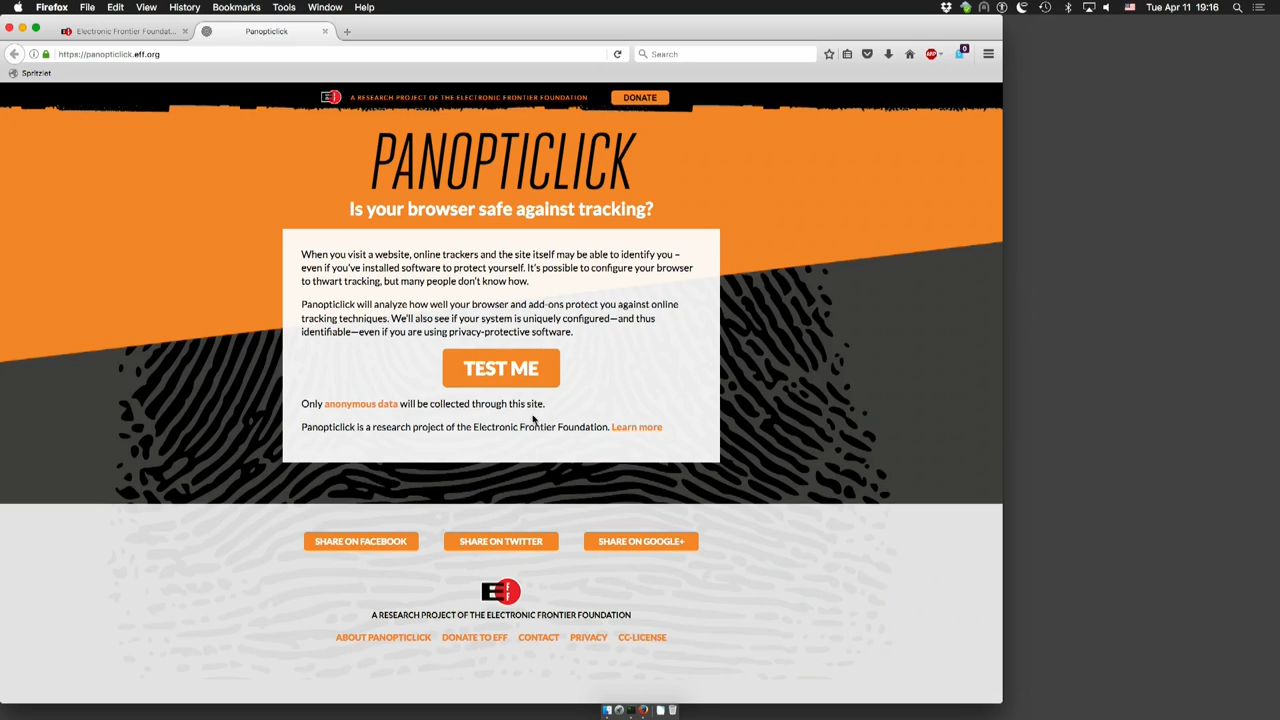 Firefox File Edit View History Bookmarks Tools Window Help Tue Apr 11 19:16
Electronic Frontier Foundat... Panopticlick
https://panopticlick.eff.org Search ABP 0
Spritzlet
EFF A RESEARCH PROJECT OF THE ELECTRONIC FRONTIER FOUNDATION DONATE
PANOPTICLICK
Is your browser safe against tracking?
When you visit a website, online trackers and the site itself may be able to identify you –
even if you've installed software to protect yourself. It's possible to configure your browser
to thwart tracking, but many people don't know how.
Panopticlick will analyze how well your browser and add-ons protect you against online
tracking techniques. We'll also see if your system is uniquely configured—and thus
identifiable—even if you are using privacy-protective software.
TEST ME
Only anonymous data will be collected through this site.
Panopticlick is a research project of the Electronic Frontier Foundation. Learn more
SHARE ON FACEBOOK SHARE ON TWITTER SHARE ON GOOGLE+
EFF
A RESEARCH PROJECT OF THE ELECTRONIC FRONTIER FOUNDATION
ABOUT PANOPTICLICK DONATE TO EFF CONTACT PRIVACY CC-LICENSE